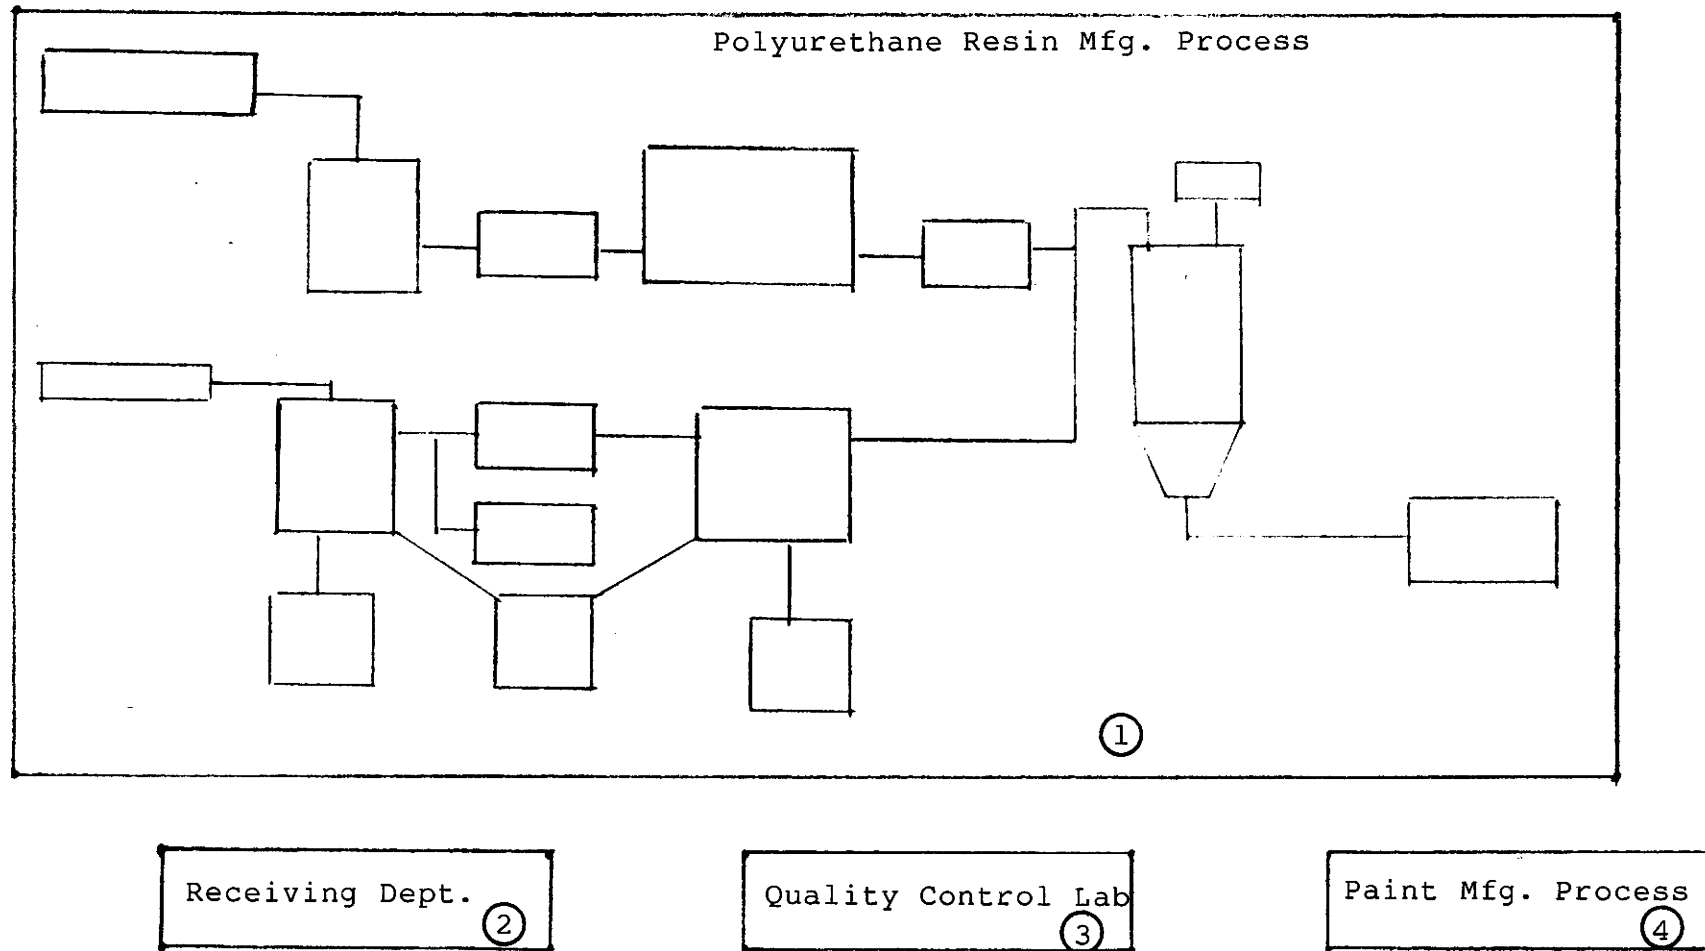 Polyurethane Resin Mfg. Process
1
Receiving Dept.
2
Quality Control Lab
3
Paint Mfg. Process
4